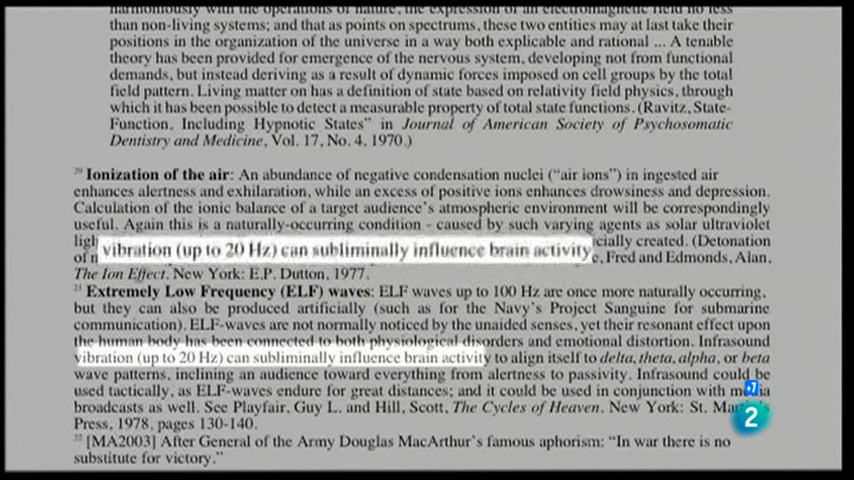 harmoniously with the operations of nature, the expression of an electromagnetic field no less
than non-living systems; and that as points on spectrums, these two entities may at last take their
positions in the organization of the universe in a way both explicable and rational ... A tenable
theory has been provided for emergence of the nervous system, developing not from functional
demands, but instead deriving as a result of dynamic forces imposed on cell groups by the total
field pattern. Living matter on has a definition of state based on relativity field physics, through
which it has been possible to detect a measurable property of total state functions. (Ravitz, State-
Function, Including Hypnotic States" in Journal of American Society of Psychosomatic
Dentistry and Medicine, Vol. 17, No. 4, 1970.)
20 Ionization of the air: An abundance of negative condensation nuclei ("air ions") in ingested air
enhances alertness and exhilaration, while an excess of positive ions enhances drowsiness and depression.
Calculation of the ionic balance of a target audience's atmospheric environment will be correspondingly
useful. Again this is a naturally-occurring condition - caused by such varying agents as solar ultraviolet
cially created. (Detonation
vibration (up to 20 Hz) can subliminally influence brain activity
of Fred and Edmonds, Alan,
The Ion Effect. New York: E.P. Dutton, 1977.
21 Extremely Low Frequency (ELF) waves: ELF waves up to 100 Hz are once more naturally occurring,
but they can also be produced artificially (such as for the Navy's Project Sanguine for submarine
communication). ELF-waves are not normally noticed by the unaided senses, yet their resonant effect upon
the human body has been connected to both physiological disorders and emotional distortion. Infrasound
vibration (up to 20 Hz) can subliminally influence brain activity to align itself to delta, theta, alpha, or beta
wave patterns, inclining an audience toward everything from alertness to passivity. Infrasound could be
used tactically, as ELF-waves endure for great distances; and it could be used in conjunction with media
broadcasts as well. See Playfair, Guy L. and Hill, Scott, The Cycles of Heaven. New York: St. Martin's
Press, 1978, pages 130-140.
22 [MA2003] After General of the Army Douglas MacArthur's famous aphorism: "In war there is no
substitute for victory."
+7
2